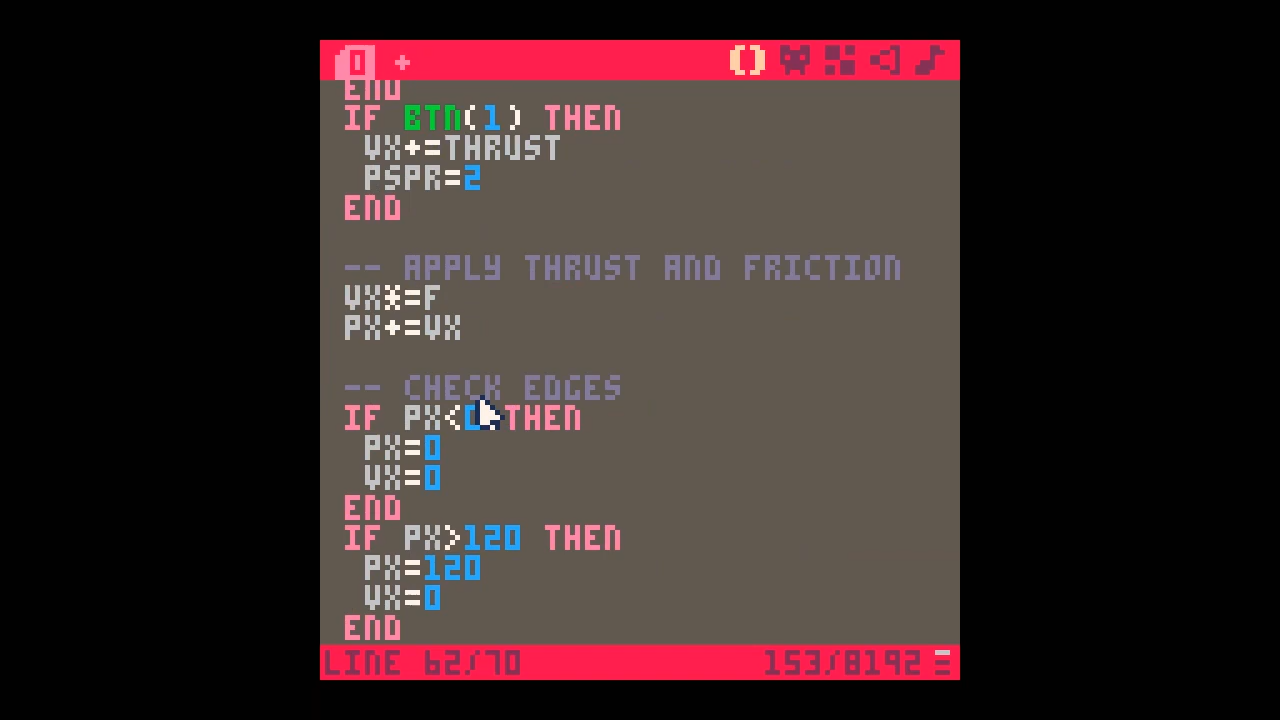 0 +
END
IF BTN(1) THEN
VX+=THRUST
PSPR=2
END
-- APPLY THRUST AND FRICTION
VX*=F
PX+=VX
-- CHECK EDGES
IF PX<0 THEN
PX=0
VX=0
END
IF PX>120 THEN
PX=120
VX=0
END
LINE 62/70 153/8192